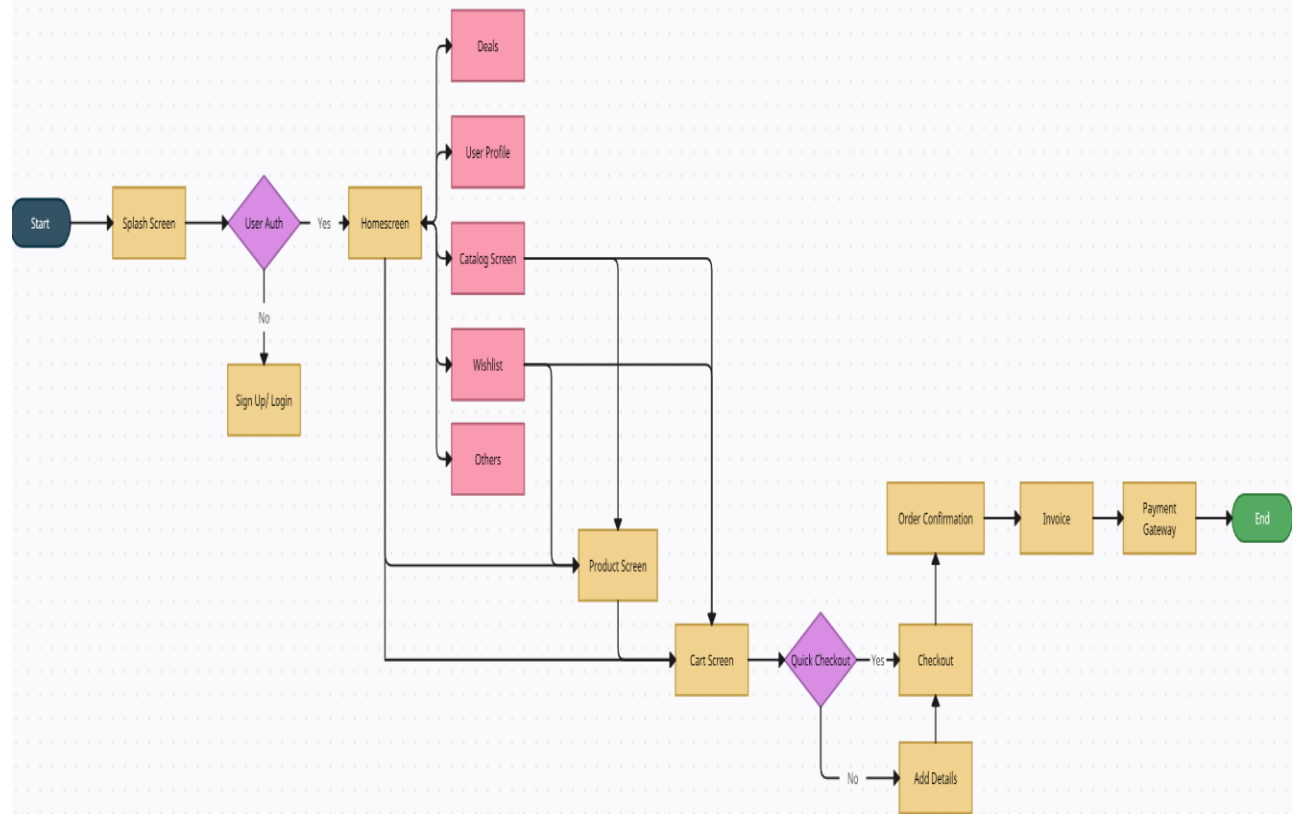 Deals
User Profile
Start
Splash Screen
User Auth
Yes
Homescreen
Catalog Screen
No
Wishlist
Sign Up/ Login
Others
Order Confirmation
Invoice
Payment
Gateway
End
Product Screen
Cart Screen
Quick Checkout
Yes
Checkout
No
Add Details